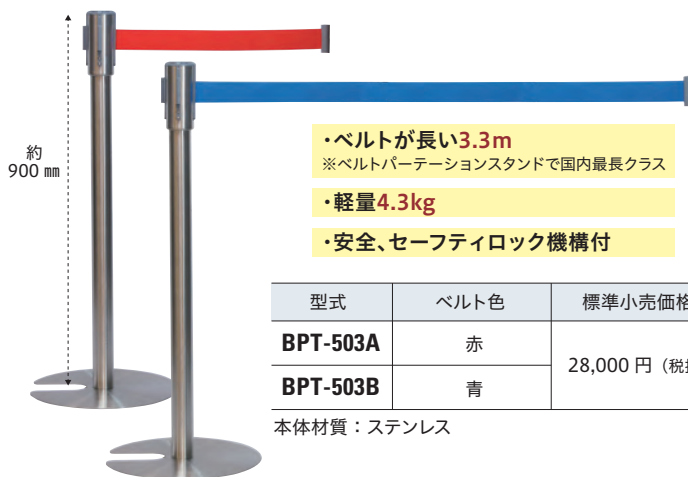 約
900 ㎜
・ベルトが長い3.3m
※ベルトパーテーションスタンドで国内最長クラス
・軽量4.3kg
・安全、セーフティロック機構付
型式 ベルト色 標準小売価格
BPT-503A 赤
28,000 円（税
BPT-503B 青
本体材質：ステンレス